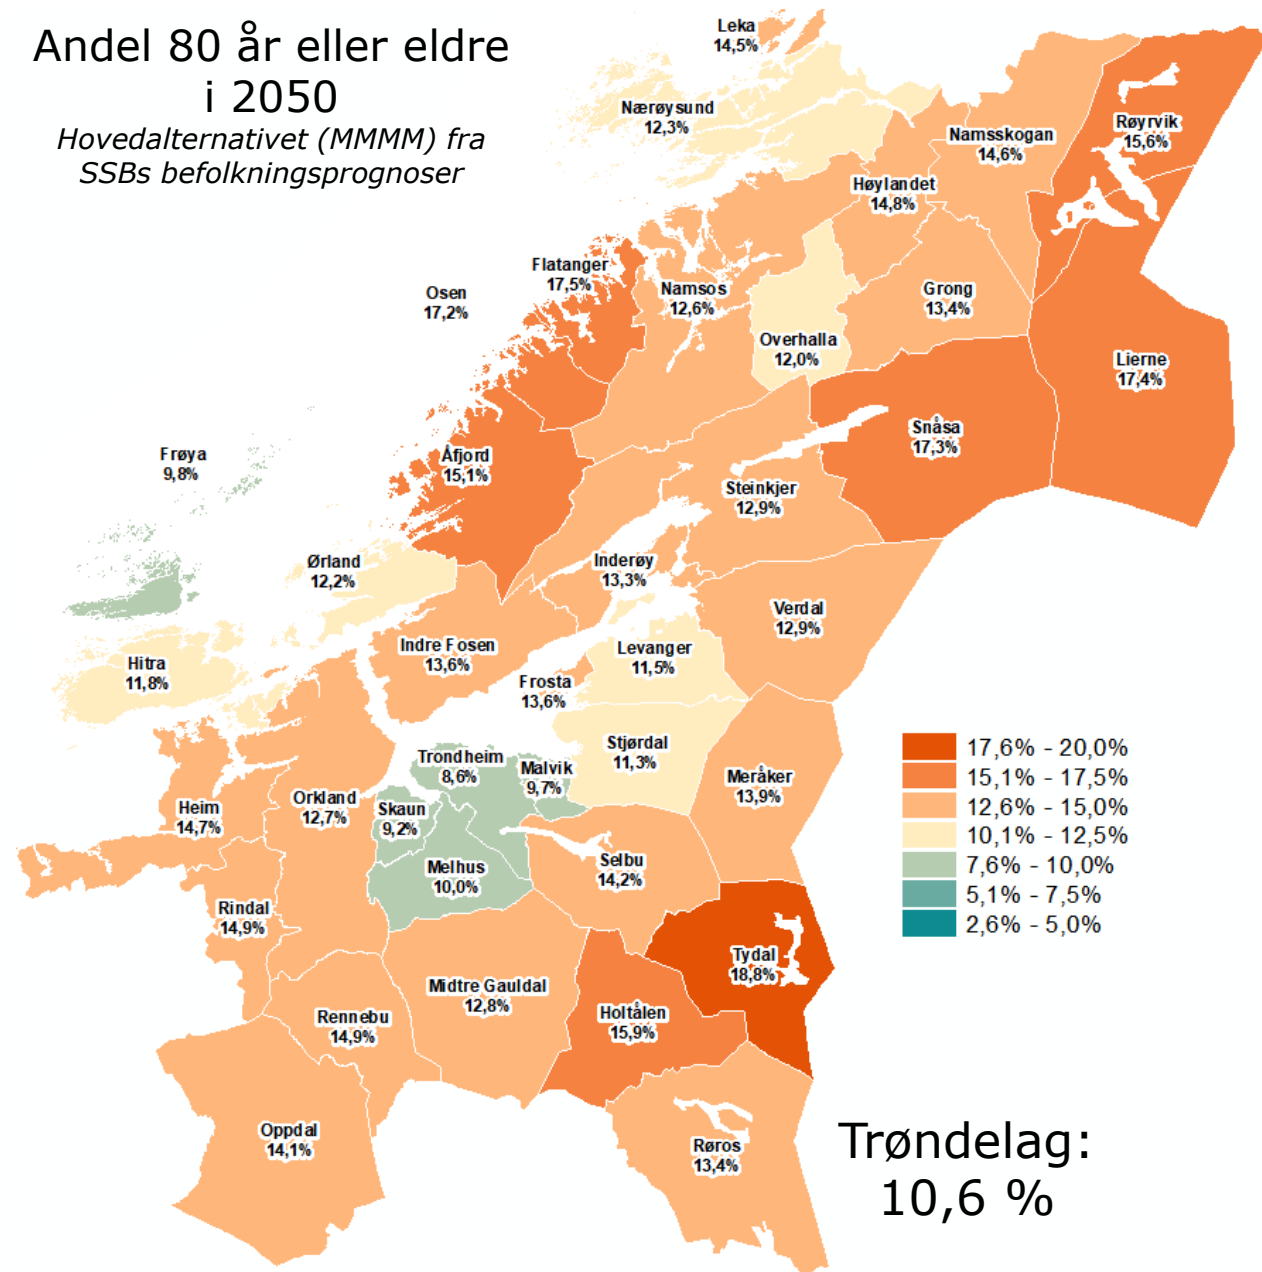 Andel 80 år eller eldre
i 2050
Hovedalternativet (MMMM) fra
SSBs befolkningsprognoser
Leka
14,5%
Nærøysund
12,3%
Namsskogan
14,6%
Røyrvik
15,6%
Høylandet
14,8%
Flatanger
17,5%
Osen
17,2%
Namsos
12,6%
Grong
13,4%
Overhalla
12,0%
Lierne
17,4%
Snåsa
17,3%
Frøya
9,8%
Åfjord
15,1%
Steinkjer
12,9%
Ørland
12,2%
Inderøy
13,3%
Verdal
12,9%
Indre Fosen
13,6%
Levanger
11,5%
Hitra
11,8%
Frosta
13,6%
Stjørdal
11,3%
Trondheim
8,6%
Malvik
9,7%
Meråker
13,9%
Heim
14,7%
Orkland
12,7%
Skaun
9,2%
Melhus
10,0%
Selbu
14,2%
Rindal
14,9%
Tydal
18,8%
Midtre Gauldal
12,8%
Rennebu
14,9%
Holtålen
15,9%
Oppdal
14,1%
Røros
13,4%
17,6% - 20,0%
15,1% - 17,5%
12,6% - 15,0%
10,1% - 12,5%
7,6% - 10,0%
5,1% - 7,5%
2,6% - 5,0%
Trøndelag:
10,6 %